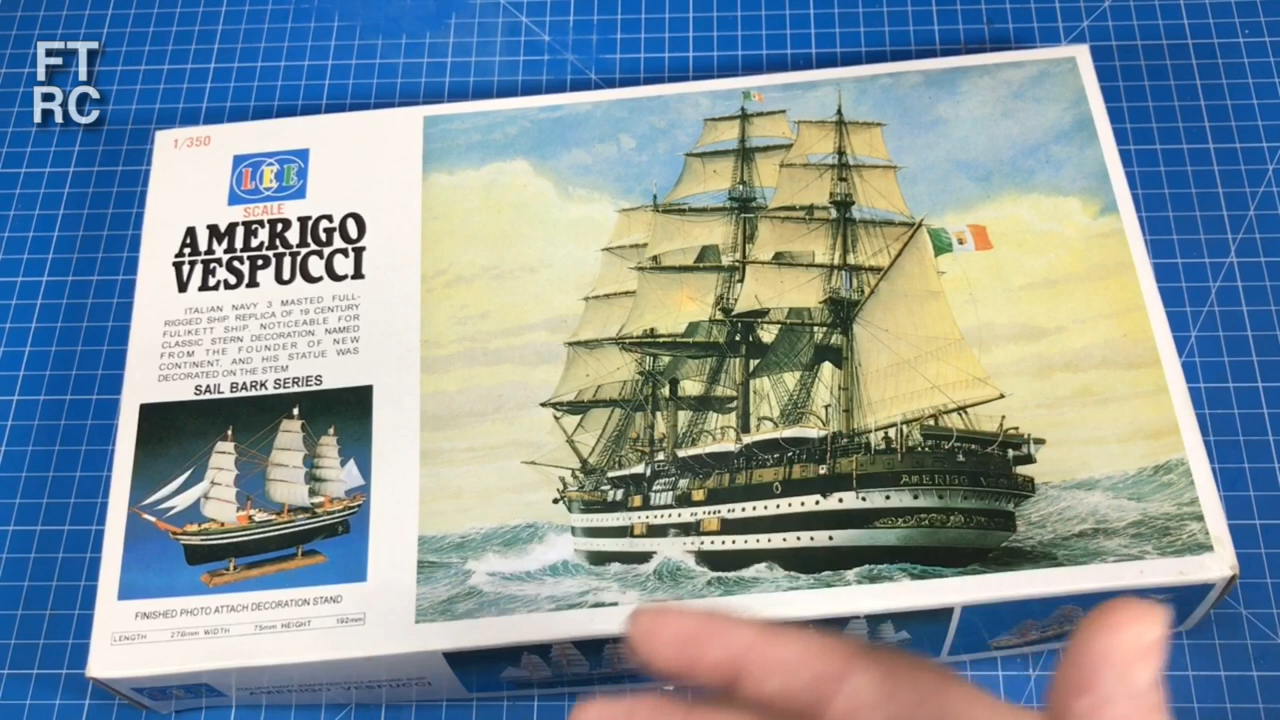 FT
RC
1/350
LEE
SCALE
AMERIGO
VESPUCCI
ITALIAN NAVY 3 MASTED FULL-
RIGGED SHIP REPLICA OF 19 CENTURY
FULIKETT SHIP. NOTICEABLE FOR
CLASSIC STERN DECORATION. NAMED
FROM THE FOUNDER OF NEW
CONTINENT, AND HIS STATUE WAS
DECORATED ON THE STEM
SAIL BARK SERIES
FINISHED PHOTO ATTACH DECORATION STAND
LENGTH 276mm WIDTH 75mm HEIGHT 192mm
AMERIGO
LEE
AMERIGO-VESPUCCI